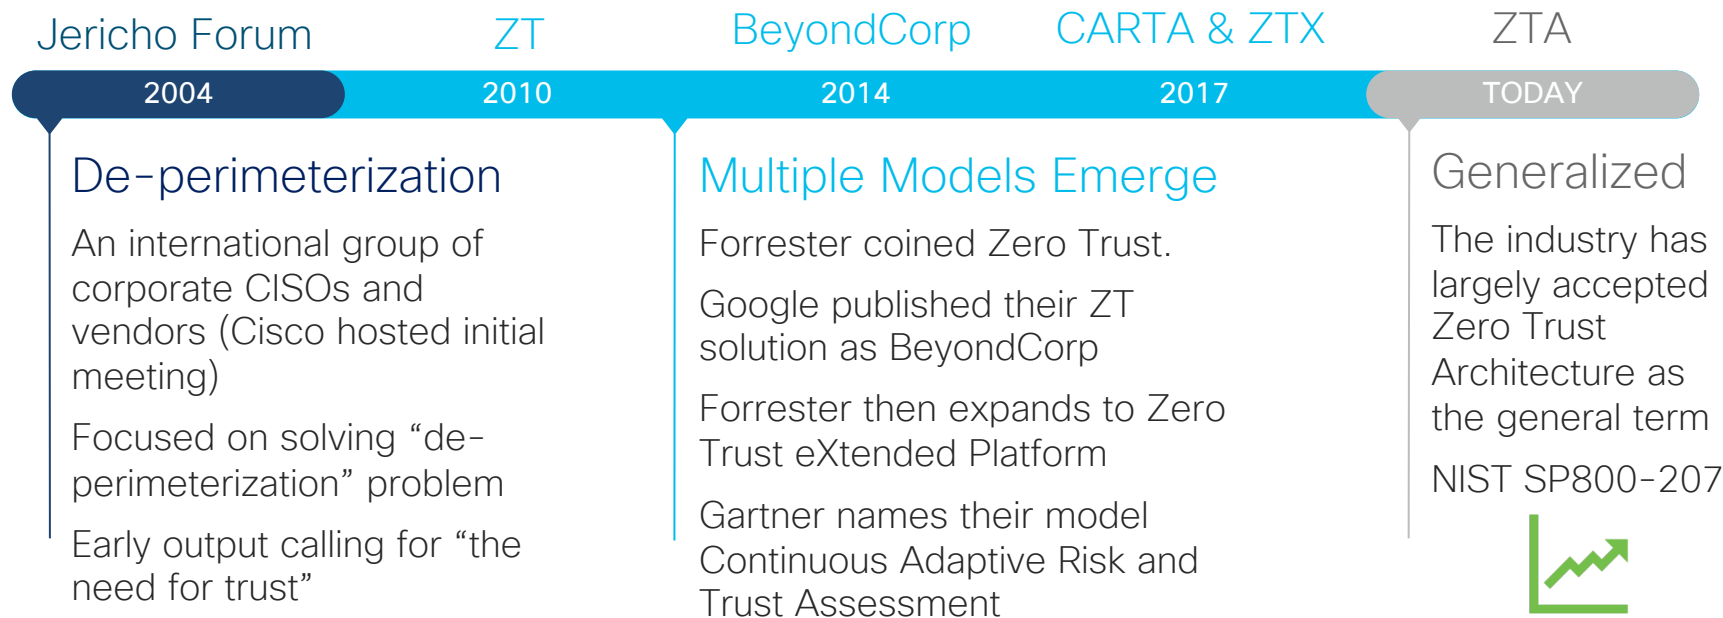 Jericho Forum
ZT
BeyondCorp
CARTA & ZTX
ZTA
2004
2010
2014
2017
TODAY
De-perimeterization
An international group of
corporate CISOs and
vendors (Cisco hosted initial
meeting)
Focused on solving “de-
perimeterization” problem
Early output calling for “the
need for trust”
Multiple Models Emerge
Forrester coined Zero Trust.
Google published their ZT
solution as BeyondCorp
Forrester then expands to Zero
Trust eXtended Platform
Gartner names their model
Continuous Adaptive Risk and
Trust Assessment
Generalized
The industry has
largely accepted
Zero Trust
Architecture as
the general term
NIST SP800-207